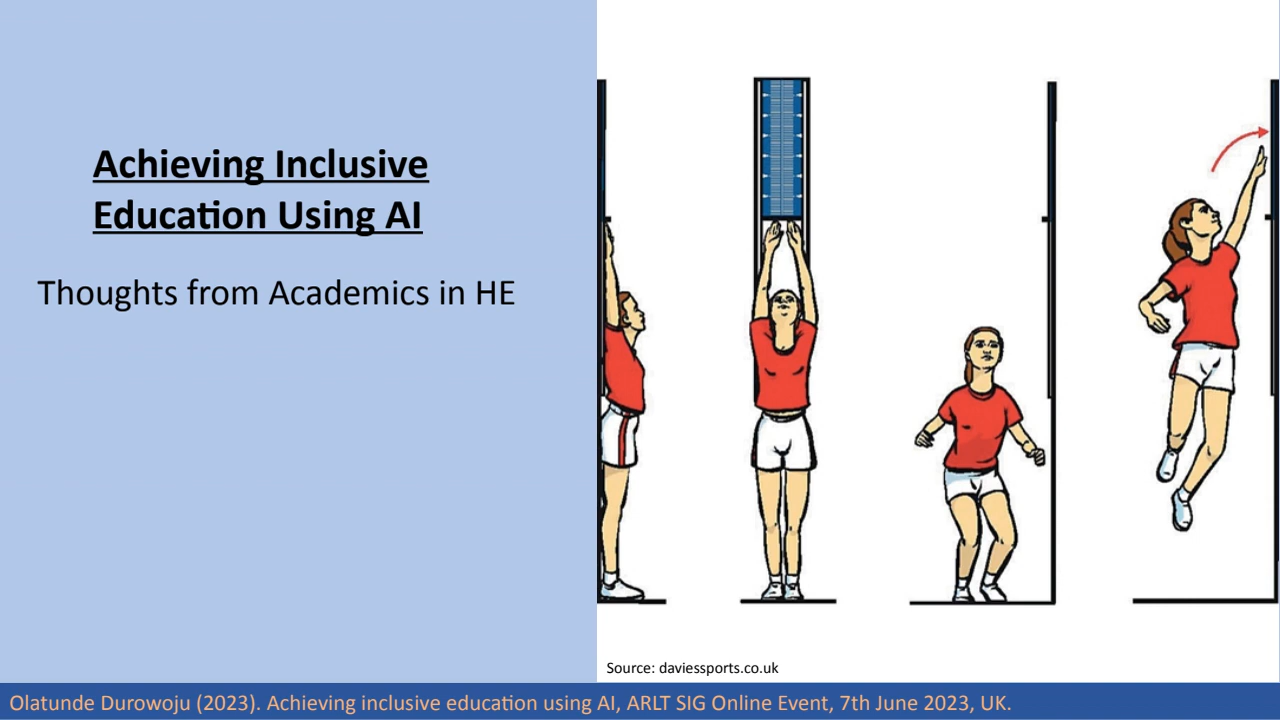 Achieving Inclusive
Education Using AI
Thoughts from Academics in HE
Source: daviessports.co.uk
Olatunde Durowoju (2023). Achieving inclusive education using AI, ARLT SIG Online Event, 7th June 2023, UK.